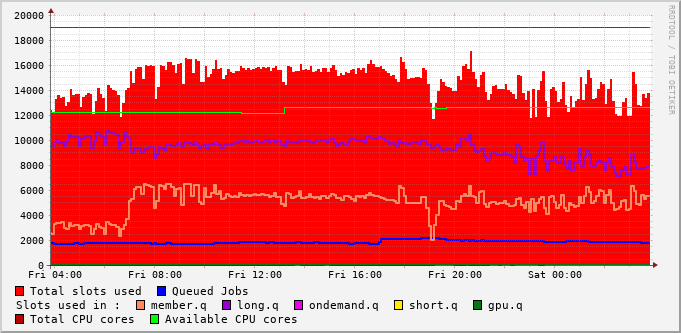 20000
18000
16000
14000
12000
10000
8000
6000
4000
2000
0
Fri 04:00 Fri 08:00 Fri 12:00 Fri 16:00 Fri 20:00 Sat 00:00
RRDTOOL / TOBI OETIKER
Total slots used Queued Jobs
Slots used in : member.q long.q ondemand.q short.q gpu.q
Total CPU cores Available CPU cores